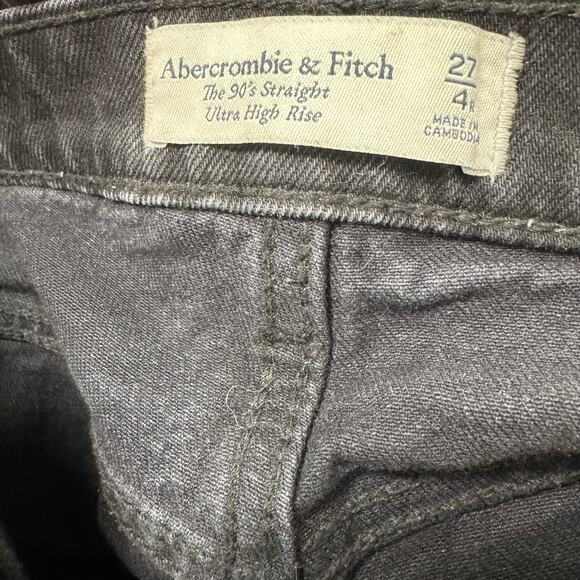 Abercrombie & Fitch
The 90's Straight
Ultra High Rise
27
4R
MADE IN
CAMBODIA